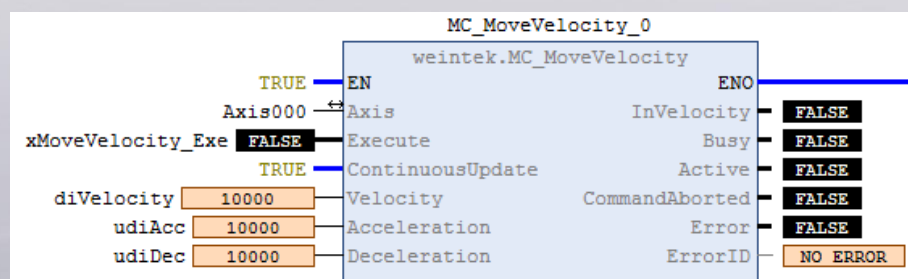 MC_MoveVelocity_0
weintek.MC_MoveVelocity
TRUE EN ENO
Axis000 Axis InVelocity FALSE
xMoveVelocity_Exe FALSE Execute Busy FALSE
TRUE ContinuousUpdate Active FALSE
diVelocity 10000 Velocity CommandAborted FALSE
udiAcc 10000 Acceleration Error FALSE
udiDec 10000 Deceleration ErrorID NO ERROR